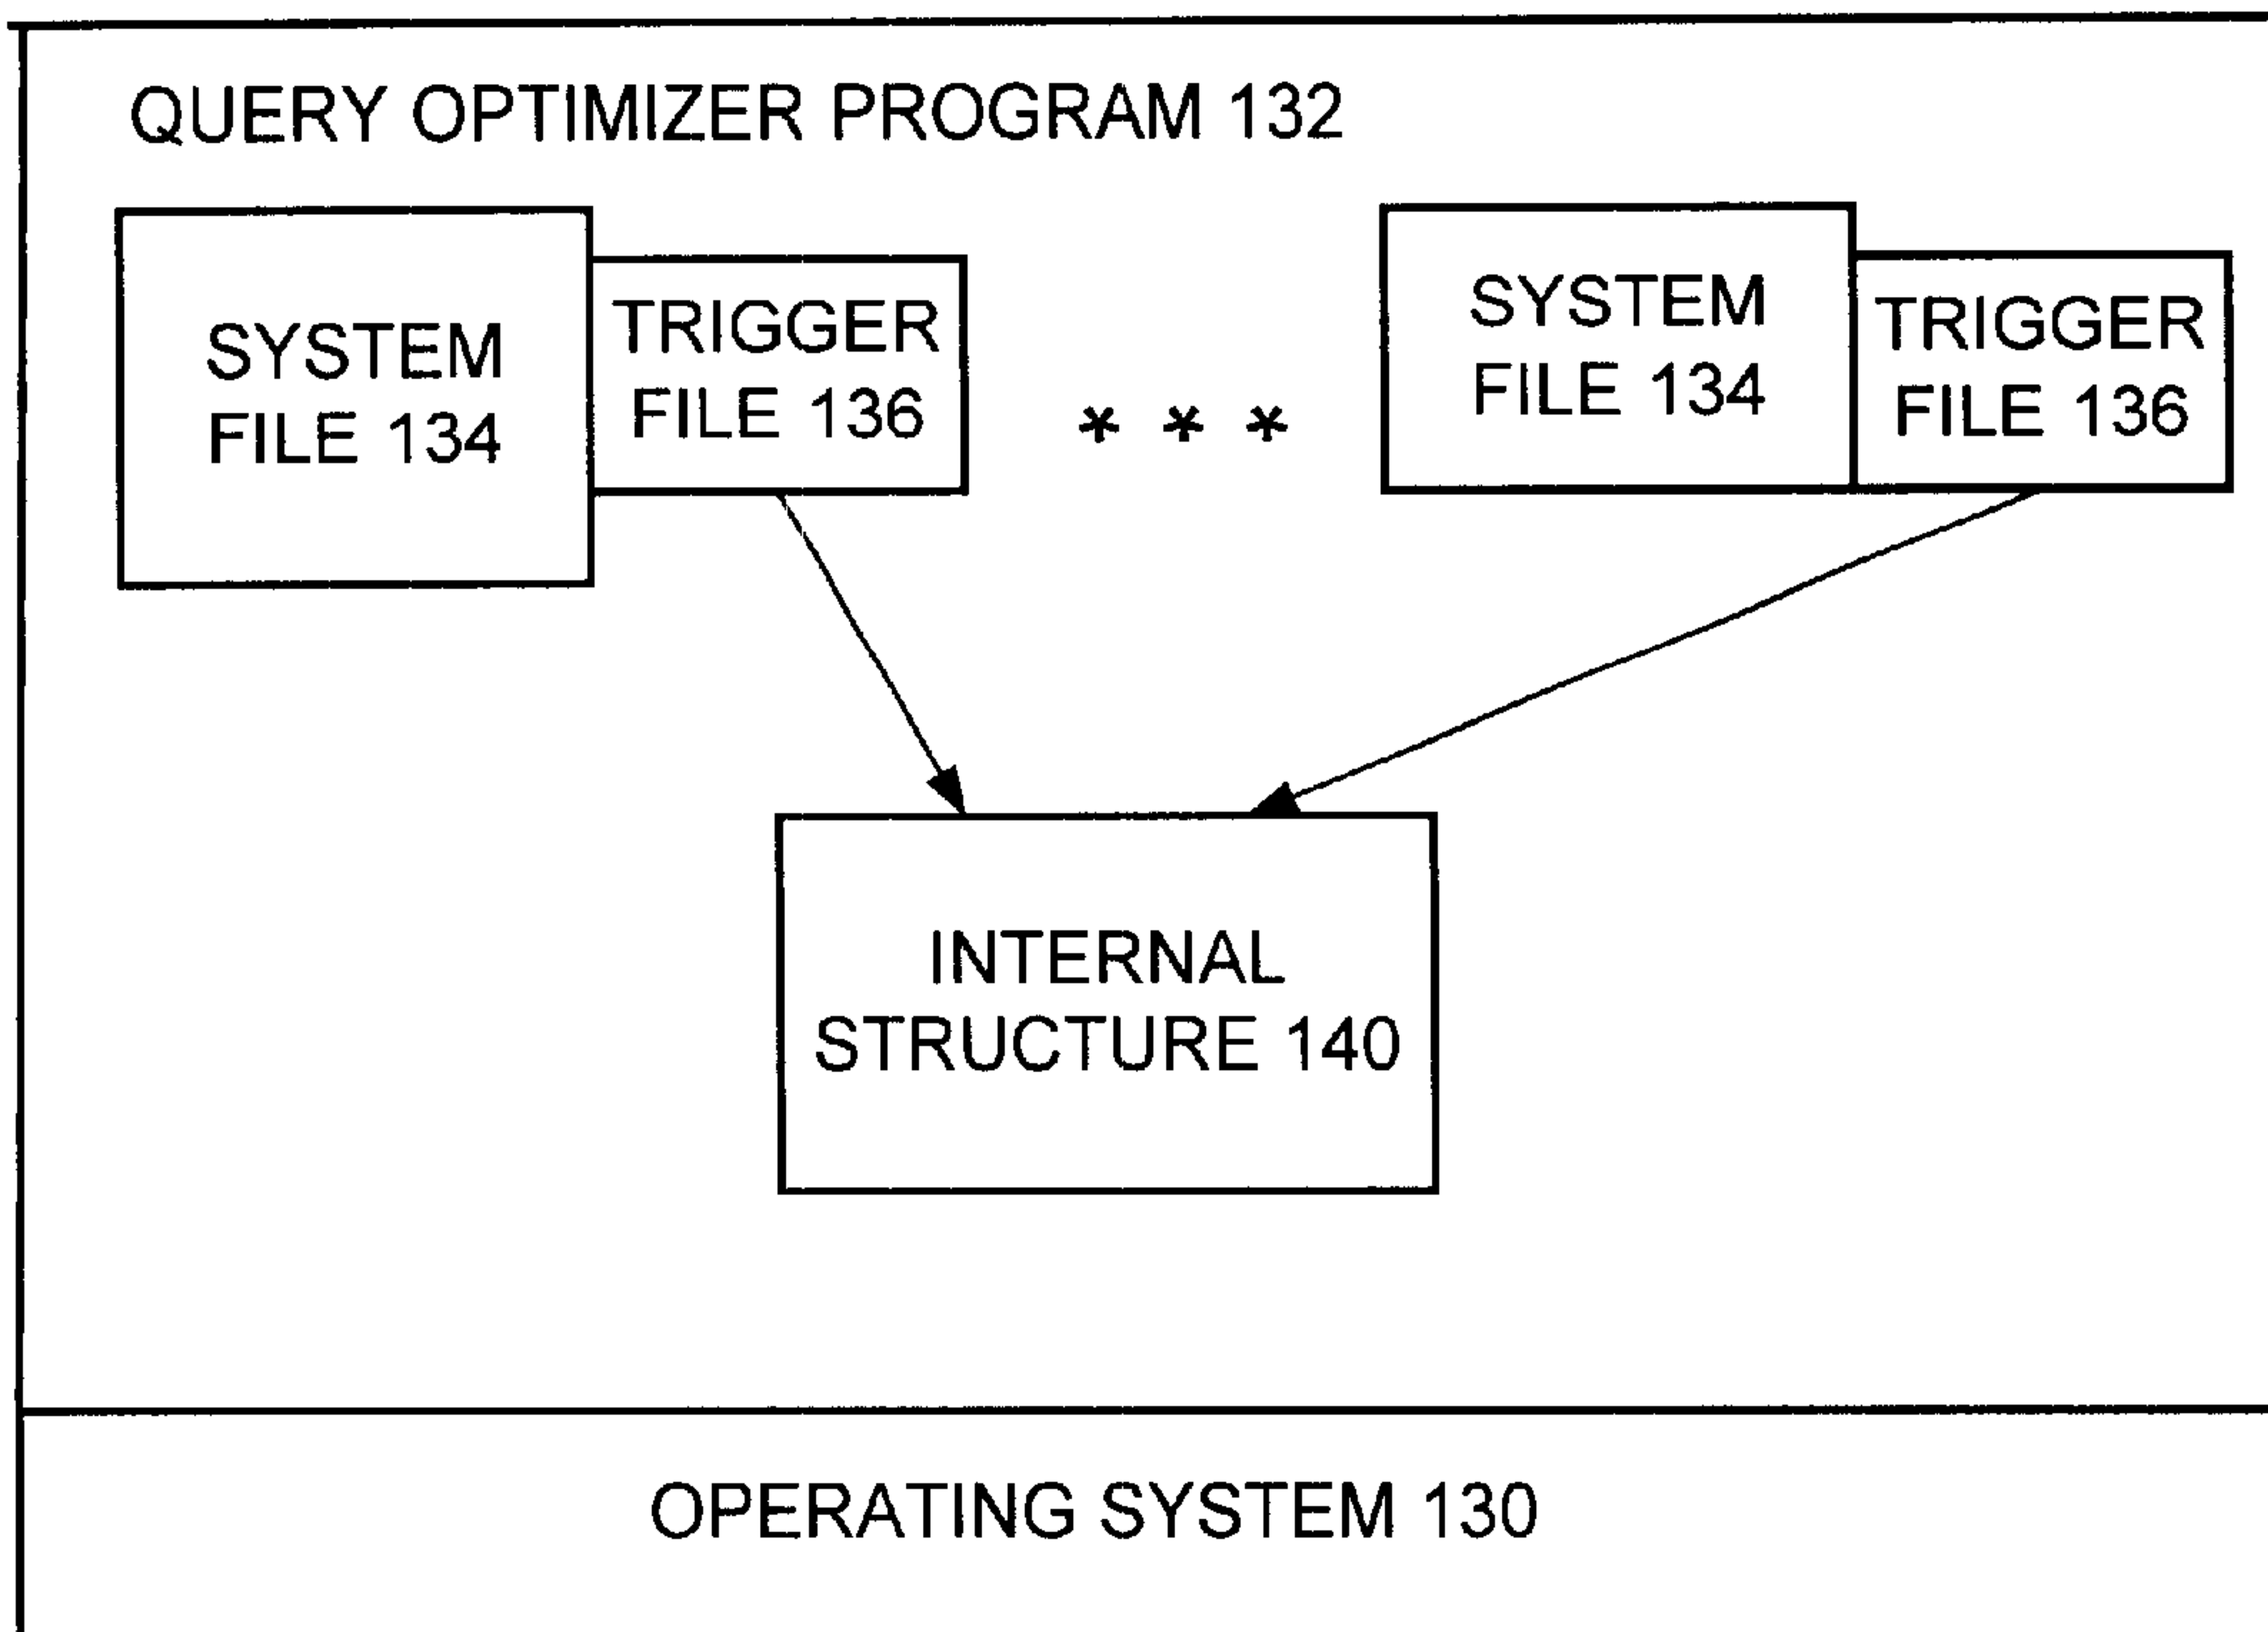 QUERY OPTIMIZER PROGRAM 132
SYSTEM
FILE 134
TRIGGER
FILE 136
* * *
SYSTEM
FILE 134
TRIGGER
FILE 136
INTERNAL
STRUCTURE 140
OPERATING SYSTEM 130